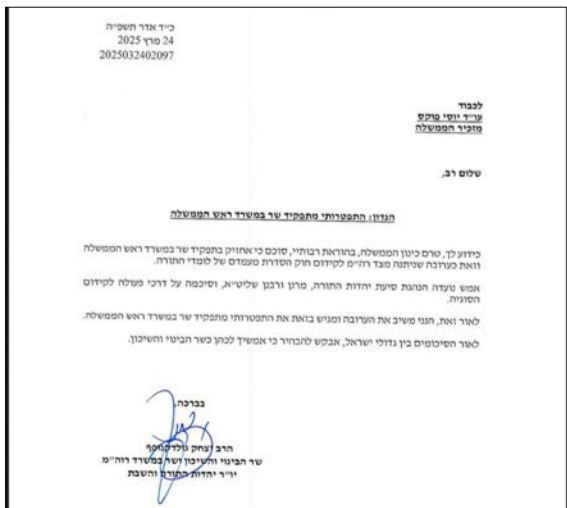 כ״ד אדר תשפ״ה
24 מרץ 2025
2025032402097
לכבוד
עו״ד יוסי פוקס
מזכיר הממשלה
שלום רב,
הנדון: התפטרותי מתפקיד שר במשרד ראש הממשלה
כידוע לך, טרם כינון הממשלה, בהוראת רבותיי, סוכם כי אחזיק בתפקיד שר במשרד ראש הממשלה
וזאת כערובה שניתנה מצד רה״מ לקידום חוק הסדרת מעמדם של לומדי התורה.
אמש נועדה הנהגת סיעת יהדות התורה, מרנן ורבנן שליט״א, וסיכמה על דרכי פעולה לקידום
הסוגיה.
לאור זאת, הנני משיב את הערובה ומגיש בזאת את התפטרותי מתפקיד שר במשרד ראש הממשלה.
לאור הסיכומים בין גדולי ישראל, אבקש להבהיר כי אמשיך לכהן כשר הבינוי והשיכון.
בברכה,
הרב יצחק גולדקנופף
שר הבינוי והשיכון ושר במשרד רוה״מ
יו״ר יהדות התורה והשבת